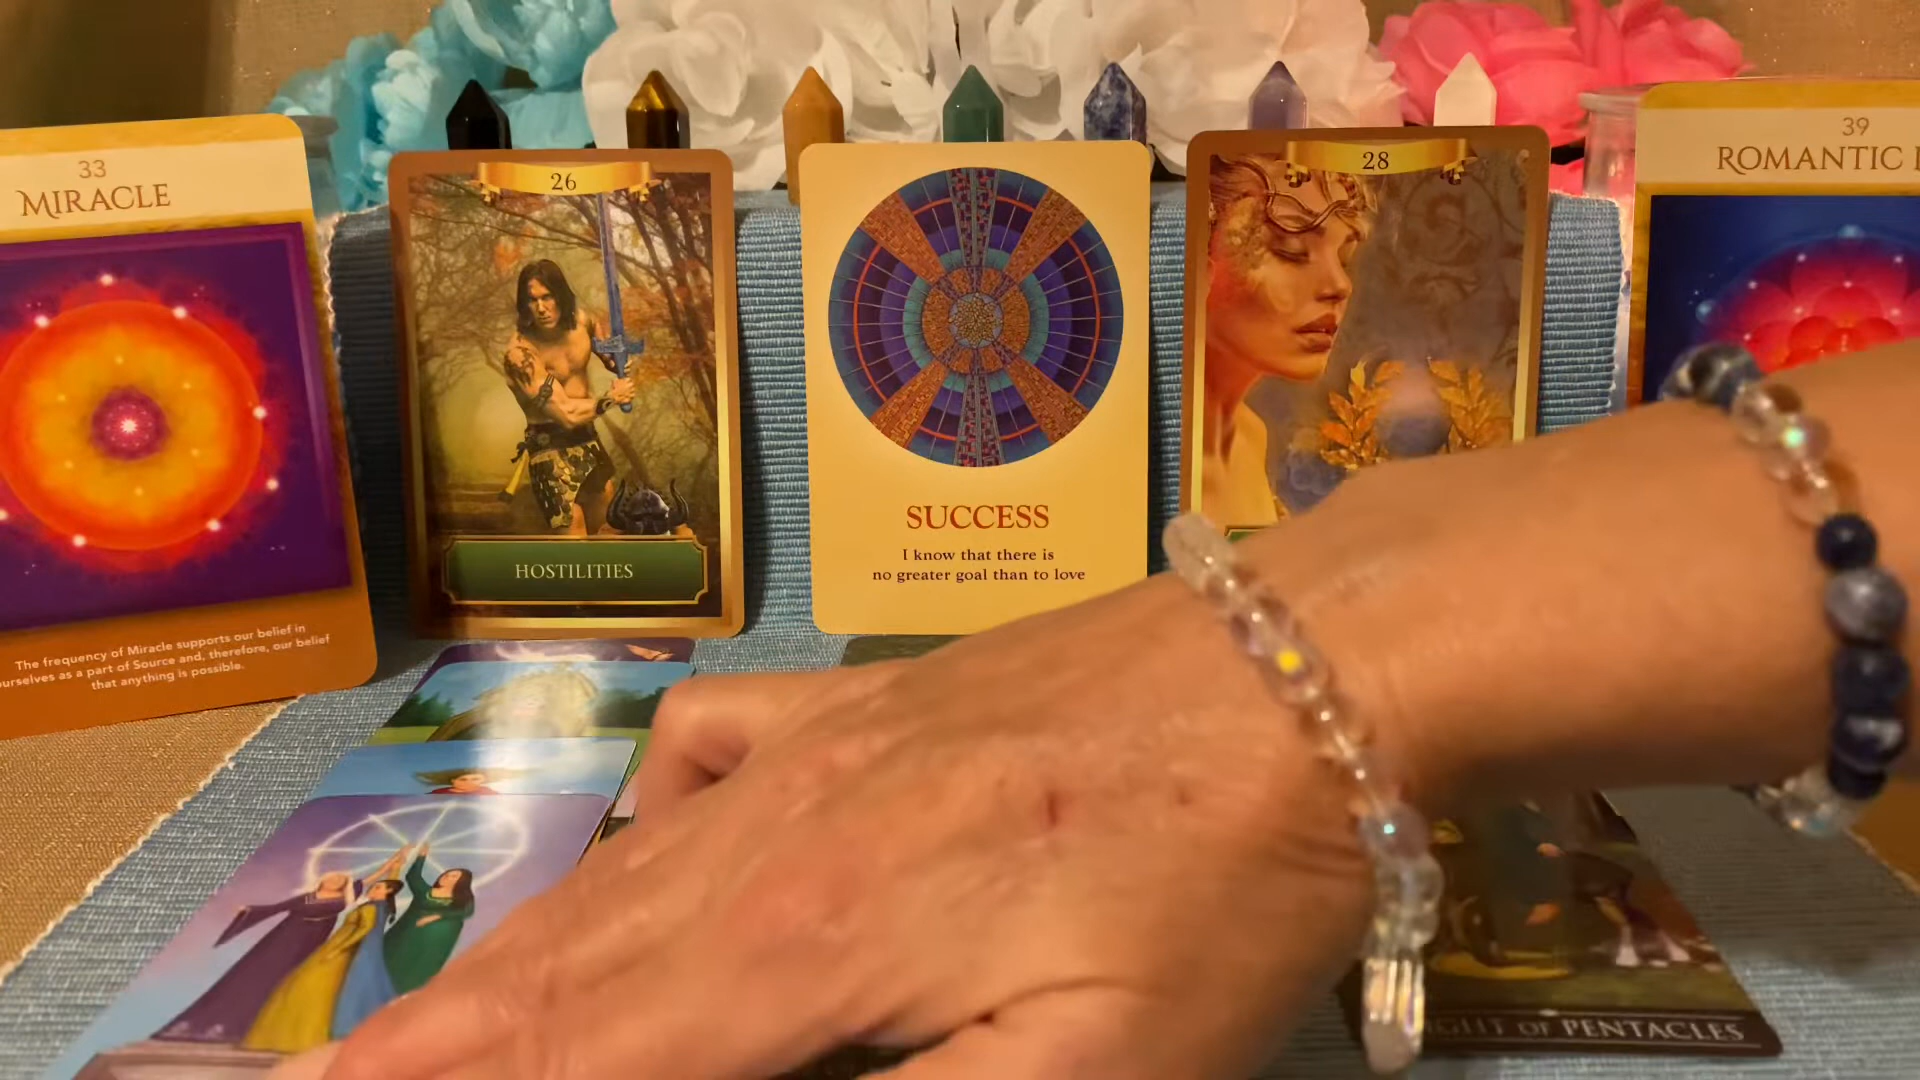 33
MIRACLE
The frequency of Miracle supports our belief in
ourselves as a part of Source and, therefore, our belief
that anything is possible.
26
HOSTILITIES
SUCCESS
I know that there is
no greater goal than to love
28
39
ROMANTIC
OF PENTACLES